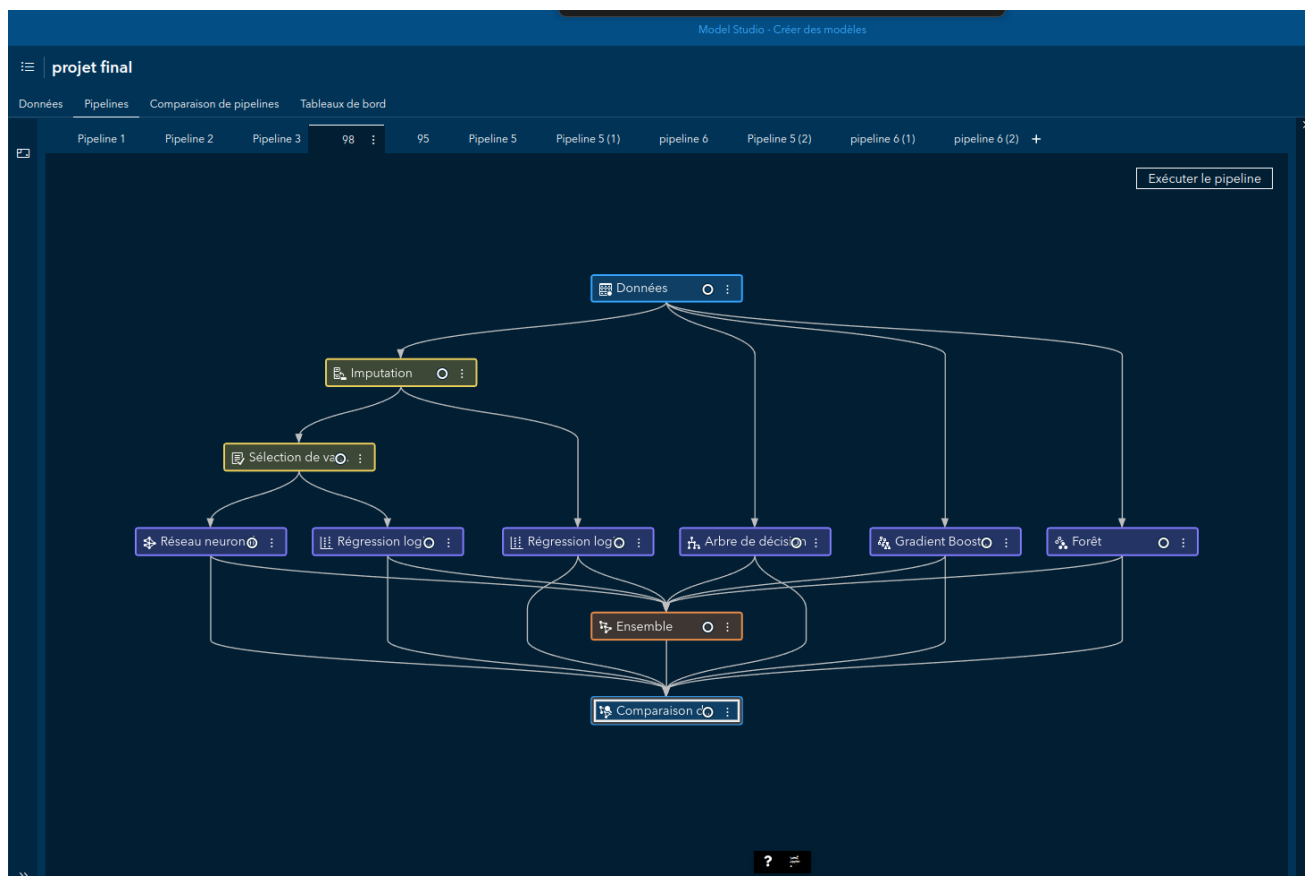 Model Studio - Créer des modèles
projet final
Données Pipelines Comparaison de pipelines Tableaux de bord
Pipeline 1 Pipeline 2 Pipeline 3 98 95 Pipeline 5 Pipeline 5 (1) pipeline 6 Pipeline 5 (2) pipeline 6 (1) pipeline 6 (2) +
Exécuter le pipeline
Données
Imputation
Sélection de va
Réseau neuron Régression log Régression log Arbre de décision Gradient Boost Forêt
Ensemble
Comparaison d
?